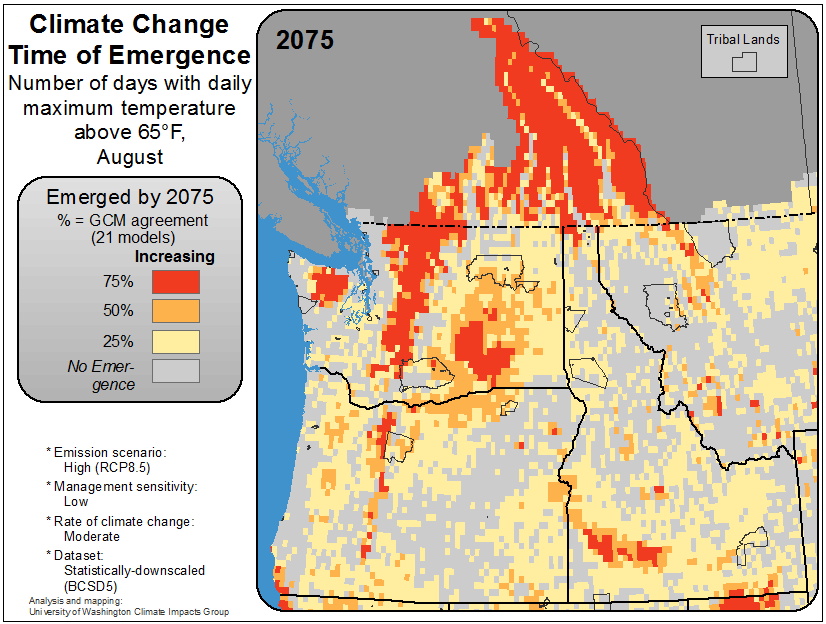 Climate Change
Time of Emergence
Number of days with daily
maximum temperature
above 65°F,
August
2075
Tribal Lands
Emerged by 2075
% = GCM agreement
(21 models)
Increasing
75%
50%
25%
No Emer-
gence
* Emission scenario:
High (RCP8.5)
* Management sensitivity:
Low
* Rate of climate change:
Moderate
* Dataset:
Statistically-downscaled
(BCSD5)
Analysis and mapping:
University of Washington Climate Impacts Group